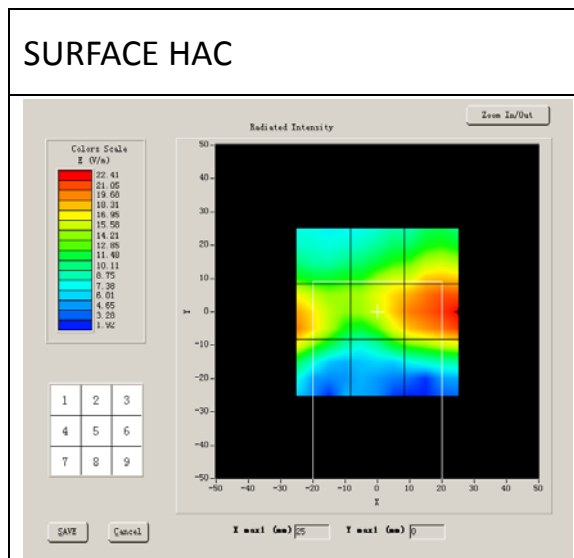 SURFACE HAC
Zoom In/Out
Radiated Intensity
Colors Scale
E (V/m)
22.41
21.05
19.68
18.31
16.95
15.58
14.21
12.85
11.48
10.11
8.75
7.38
6.01
4.65
3.28
1.92
50
40
30
20
10
0
-10
-20
-30
-40
-50
Y
-50 -40 -30 -20 -10 0 10 20 30 40 50
X
1 2 3
4 5 6
7 8 9
SAVE Cancel
X max1 (mm) 25 Y max1 (mm) 0